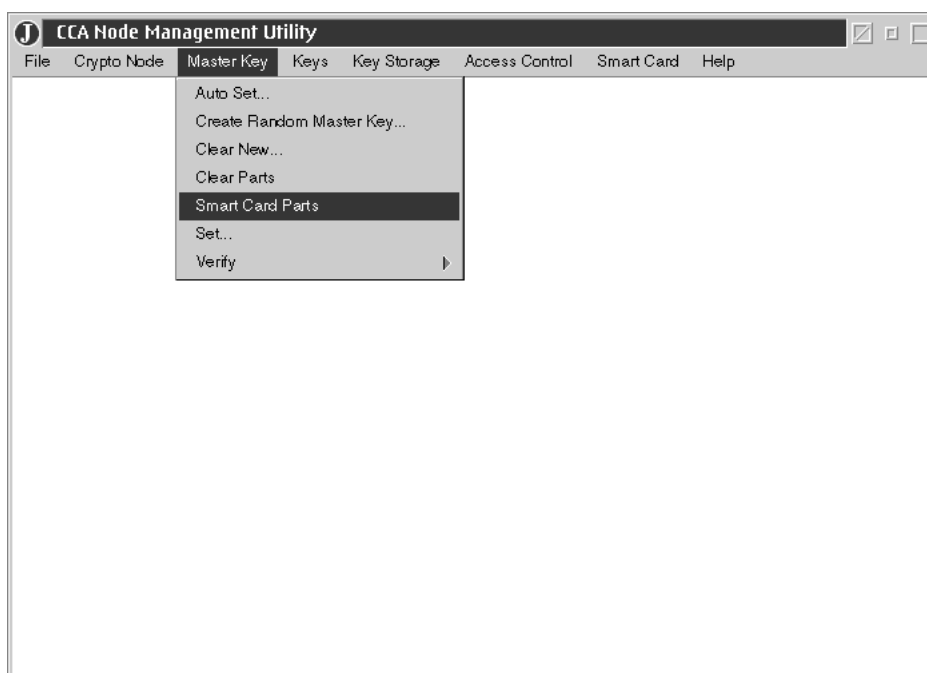 J CCA Node Management Utility
File Crypto Node Master Key Keys Key Storage Access Control Smart Card Help
Auto Set...
Create Random Master Key...
Clear New...
Clear Parts
Smart Card Parts
Set...
Verify